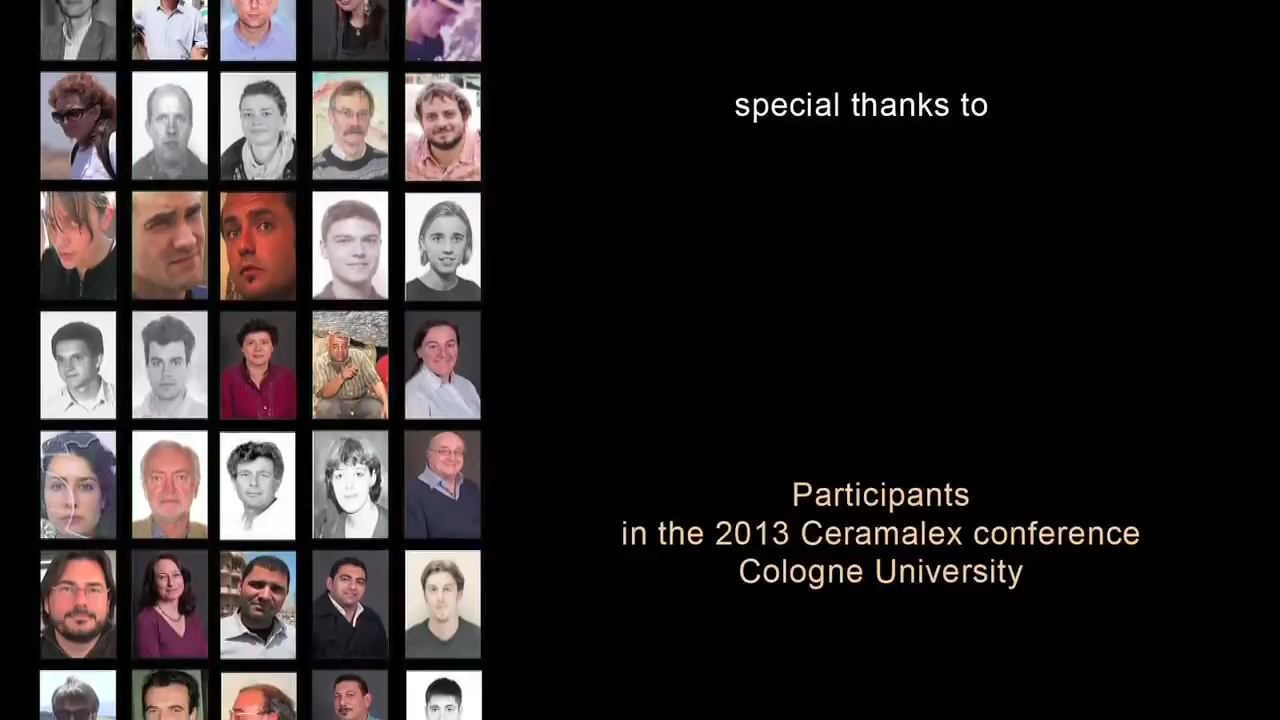 special thanks to
Participants
in the 2013 Ceramalex conference
Cologne University